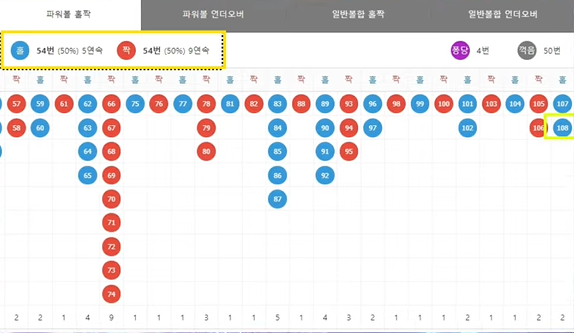 파워볼 홀짝 파워볼 언더오버 일반볼합 홀짝 일반볼합 언더오버
홀 54번 (50%) 5연속 짝 54번 (50%) 9연속 퐁당 4번 꺽음 50번
짝 홀 짝 홀 짝 홀 짝 홀 짝 홀 짝 홀 짝 홀 짝 홀 짝 홀 짝 홀 짝 홀 짝 홀
57 59 61 62 66 75 76 77 78 81 82 83 88 89 93 96 98 99 100 101 103 104 105 107
58 60 63 67 79 84 90 94 97 102 106 108
64 68 80 85 91 95
65 69 86 92
70 87
71
72
73
74
2 2 1 4 9 1 1 1 3 1 1 5 1 4 3 2 1 1 1 2 1 1 2 2